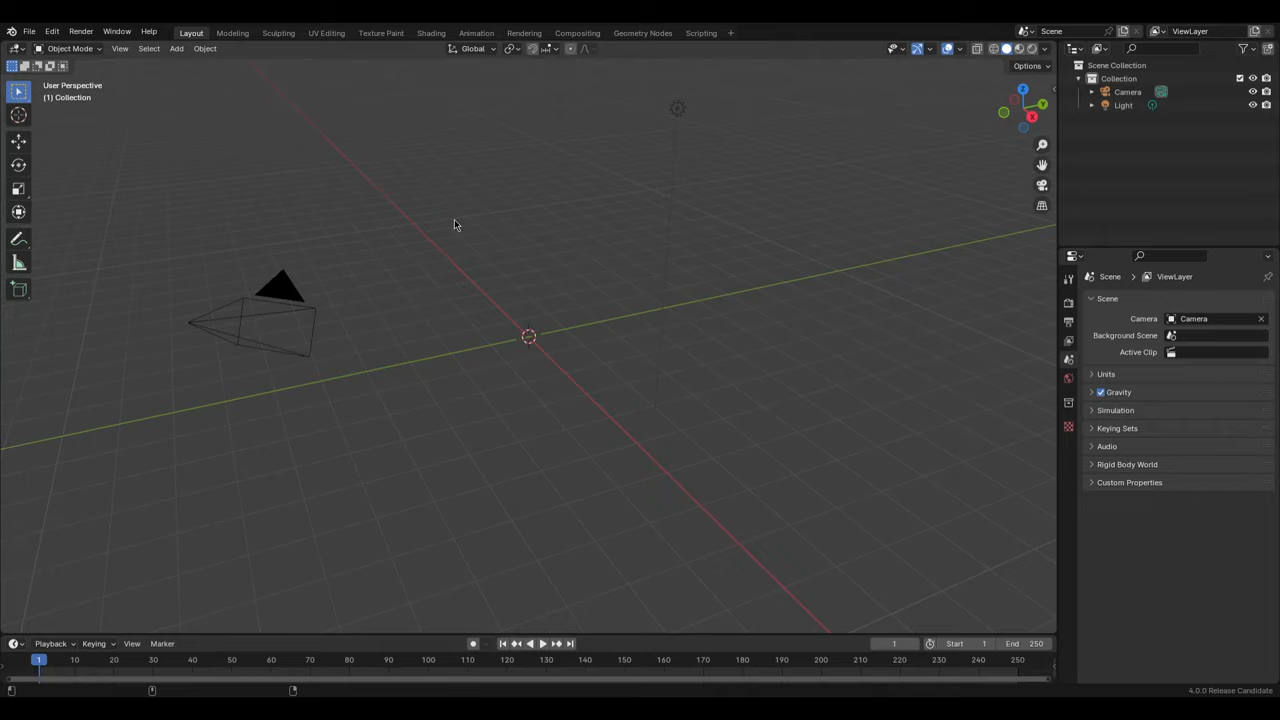 File Edit Render Window Help Layout Modeling Sculpting UV Editing Texture Paint Shading Animation Rendering Compositing Geometry Nodes Scripting + Scene ViewLayer
Object Mode View Select Add Object Global
Options
User Perspective
(1) Collection
Z
Y
X
Scene Collection
Collection
Camera
Light
Scene ViewLayer
Scene
Camera Camera
Background Scene
Active Clip
Units
Gravity
Simulation
Keying Sets
Audio
Rigid Body World
Custom Properties
Playback Keying View Marker 1 Start 1 End 250
1 10 20 30 40 50 60 70 80 90 100 110 120 130 140 150 160 170 180 190 200 210 220 230 240 250
4.0.0 Release Candidate